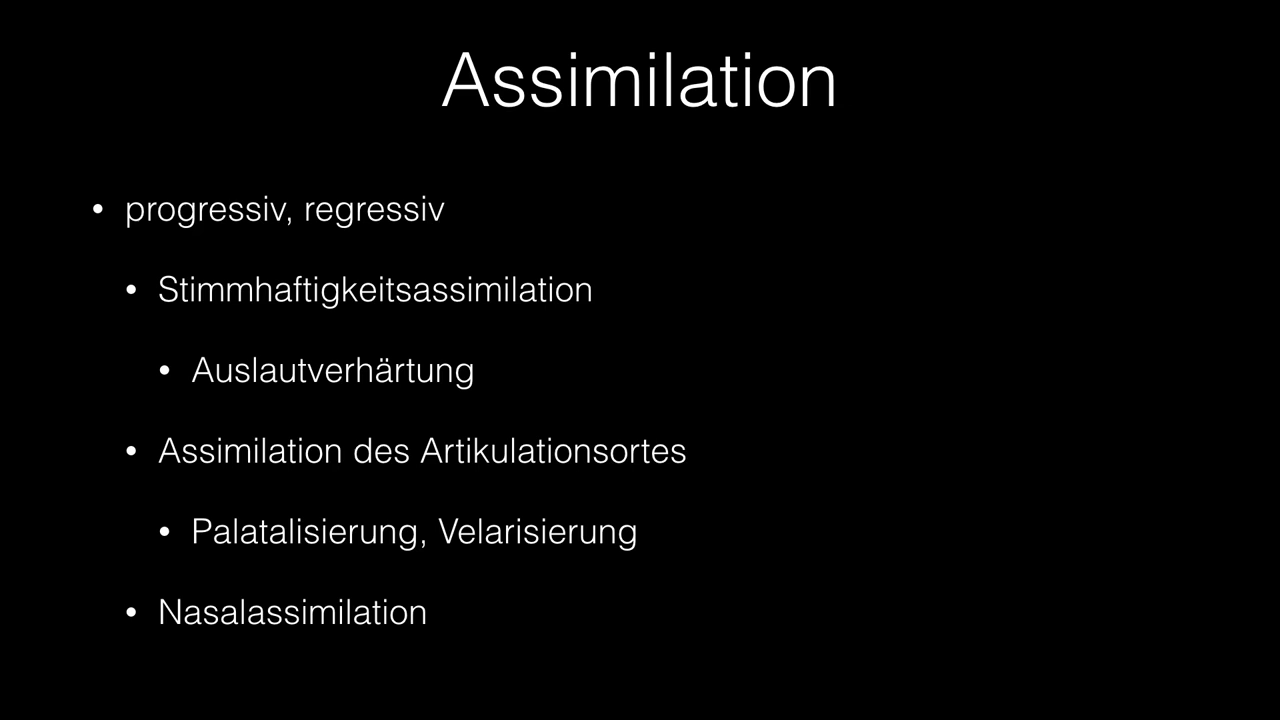 Assimilation
• progressiv, regressiv
• Stimmhaftigkeitsassimilation
• Auslautverhärtung
• Assimilation des Artikulationsortes
• Palatalisierung, Velarisierung
• Nasalassimilation